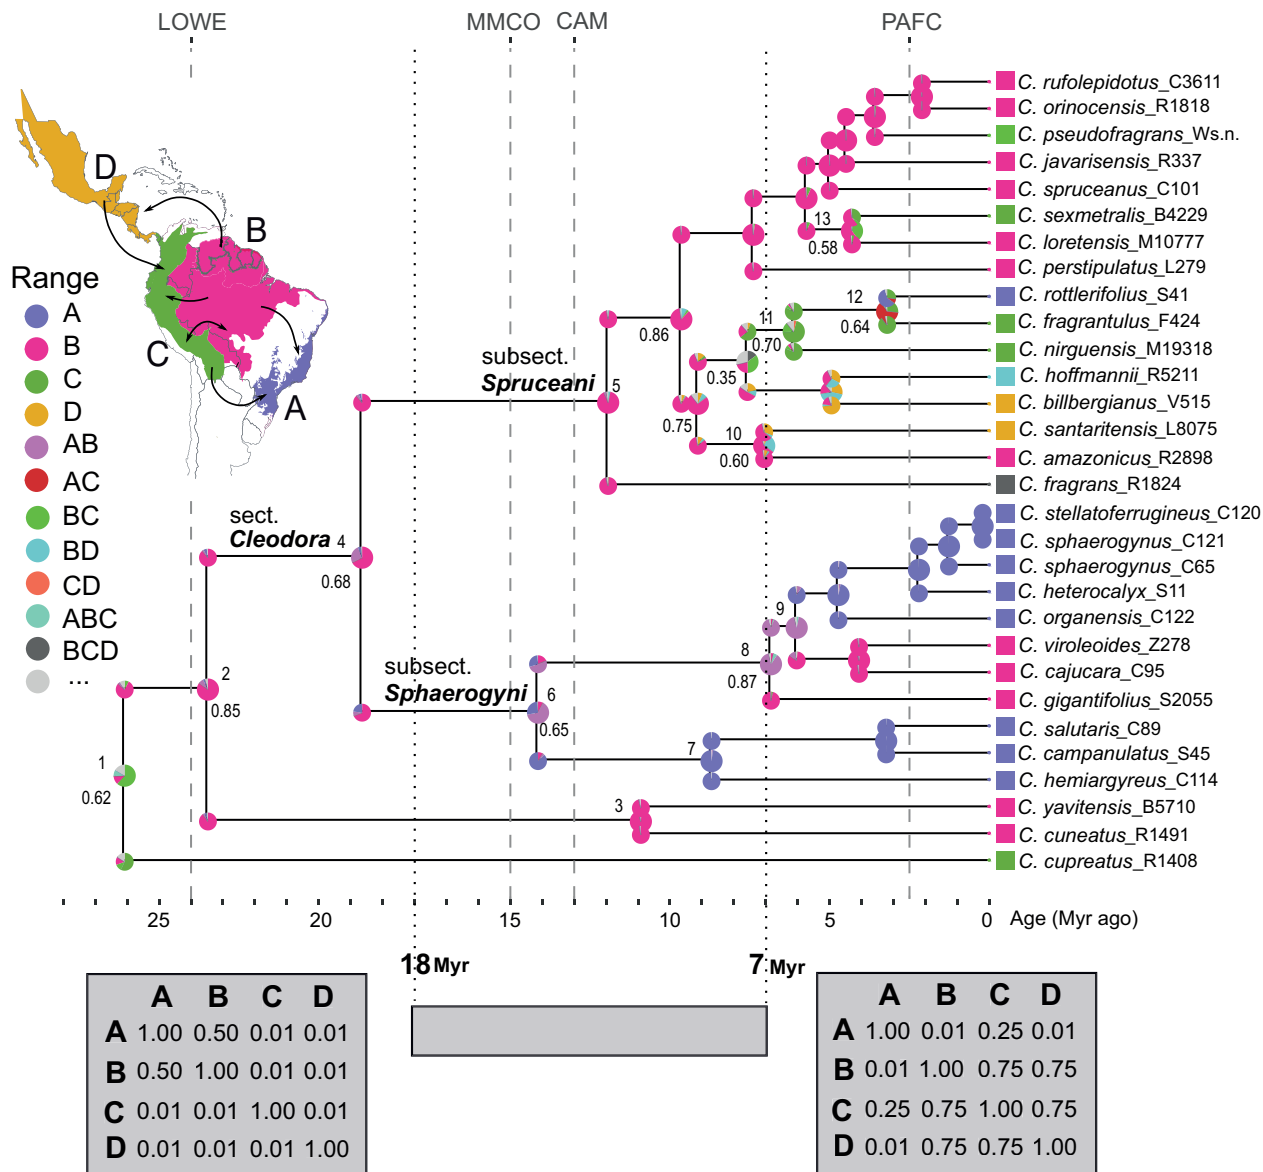 LOWE MMCO CAM PAFC
D
B
C
A
Range
A
B
C
D
AB
AC
BC
BD
CD
ABC
BCD
...
subsect.
Spruceani
sect.
Cleodora
subsect.
Sphaerogyni
1
0.62
2
0.85
3
4
0.68
5
6
0.65
7
8
0.87
9
10
0.60
11
0.70
12
0.64
13
0.58
0.86
0.75
0.35
C. rufolepidotus_C3611
C. orinocensis_R1818
C. pseudofragrans_Ws.n.
C. javarisensis_R337
C. spruceanus_C101
C. sexmetralis_B4229
C. loretensis_M10777
C. perstipulatus_L279
C. rottlerifolius_S41
C. fragrantulus_F424
C. nirguensis_M19318
C. hoffmannii_R5211
C. billbergianus_V515
C. santaritensis_L8075
C. amazonicus_R2898
C. fragrans_R1824
C. stellatoferrugineus_C120
C. sphaerogynus_C121
C. sphaerogynus_C65
C. heterocalyx_S11
C. organensis_C122
C. viroleoides_Z278
C. cajucara_C95
C. gigantifolius_S2055
C. salutaris_C89
C. campanulatus_S45
C. hemiargyreus_C114
C. yavitensis_B5710
C. cuneatus_R1491
C. cupreatus_R1408
25 20 15 10 5 0 Age (Myr ago)
18 Myr 7 Myr
A B C D
A 1.00 0.50 0.01 0.01
B 0.50 1.00 0.01 0.01
C 0.01 0.01 1.00 0.01
D 0.01 0.01 0.01 1.00
A B C D
A 1.00 0.01 0.25 0.01
B 0.01 1.00 0.75 0.75
C 0.25 0.75 1.00 0.75
D 0.01 0.75 0.75 1.00